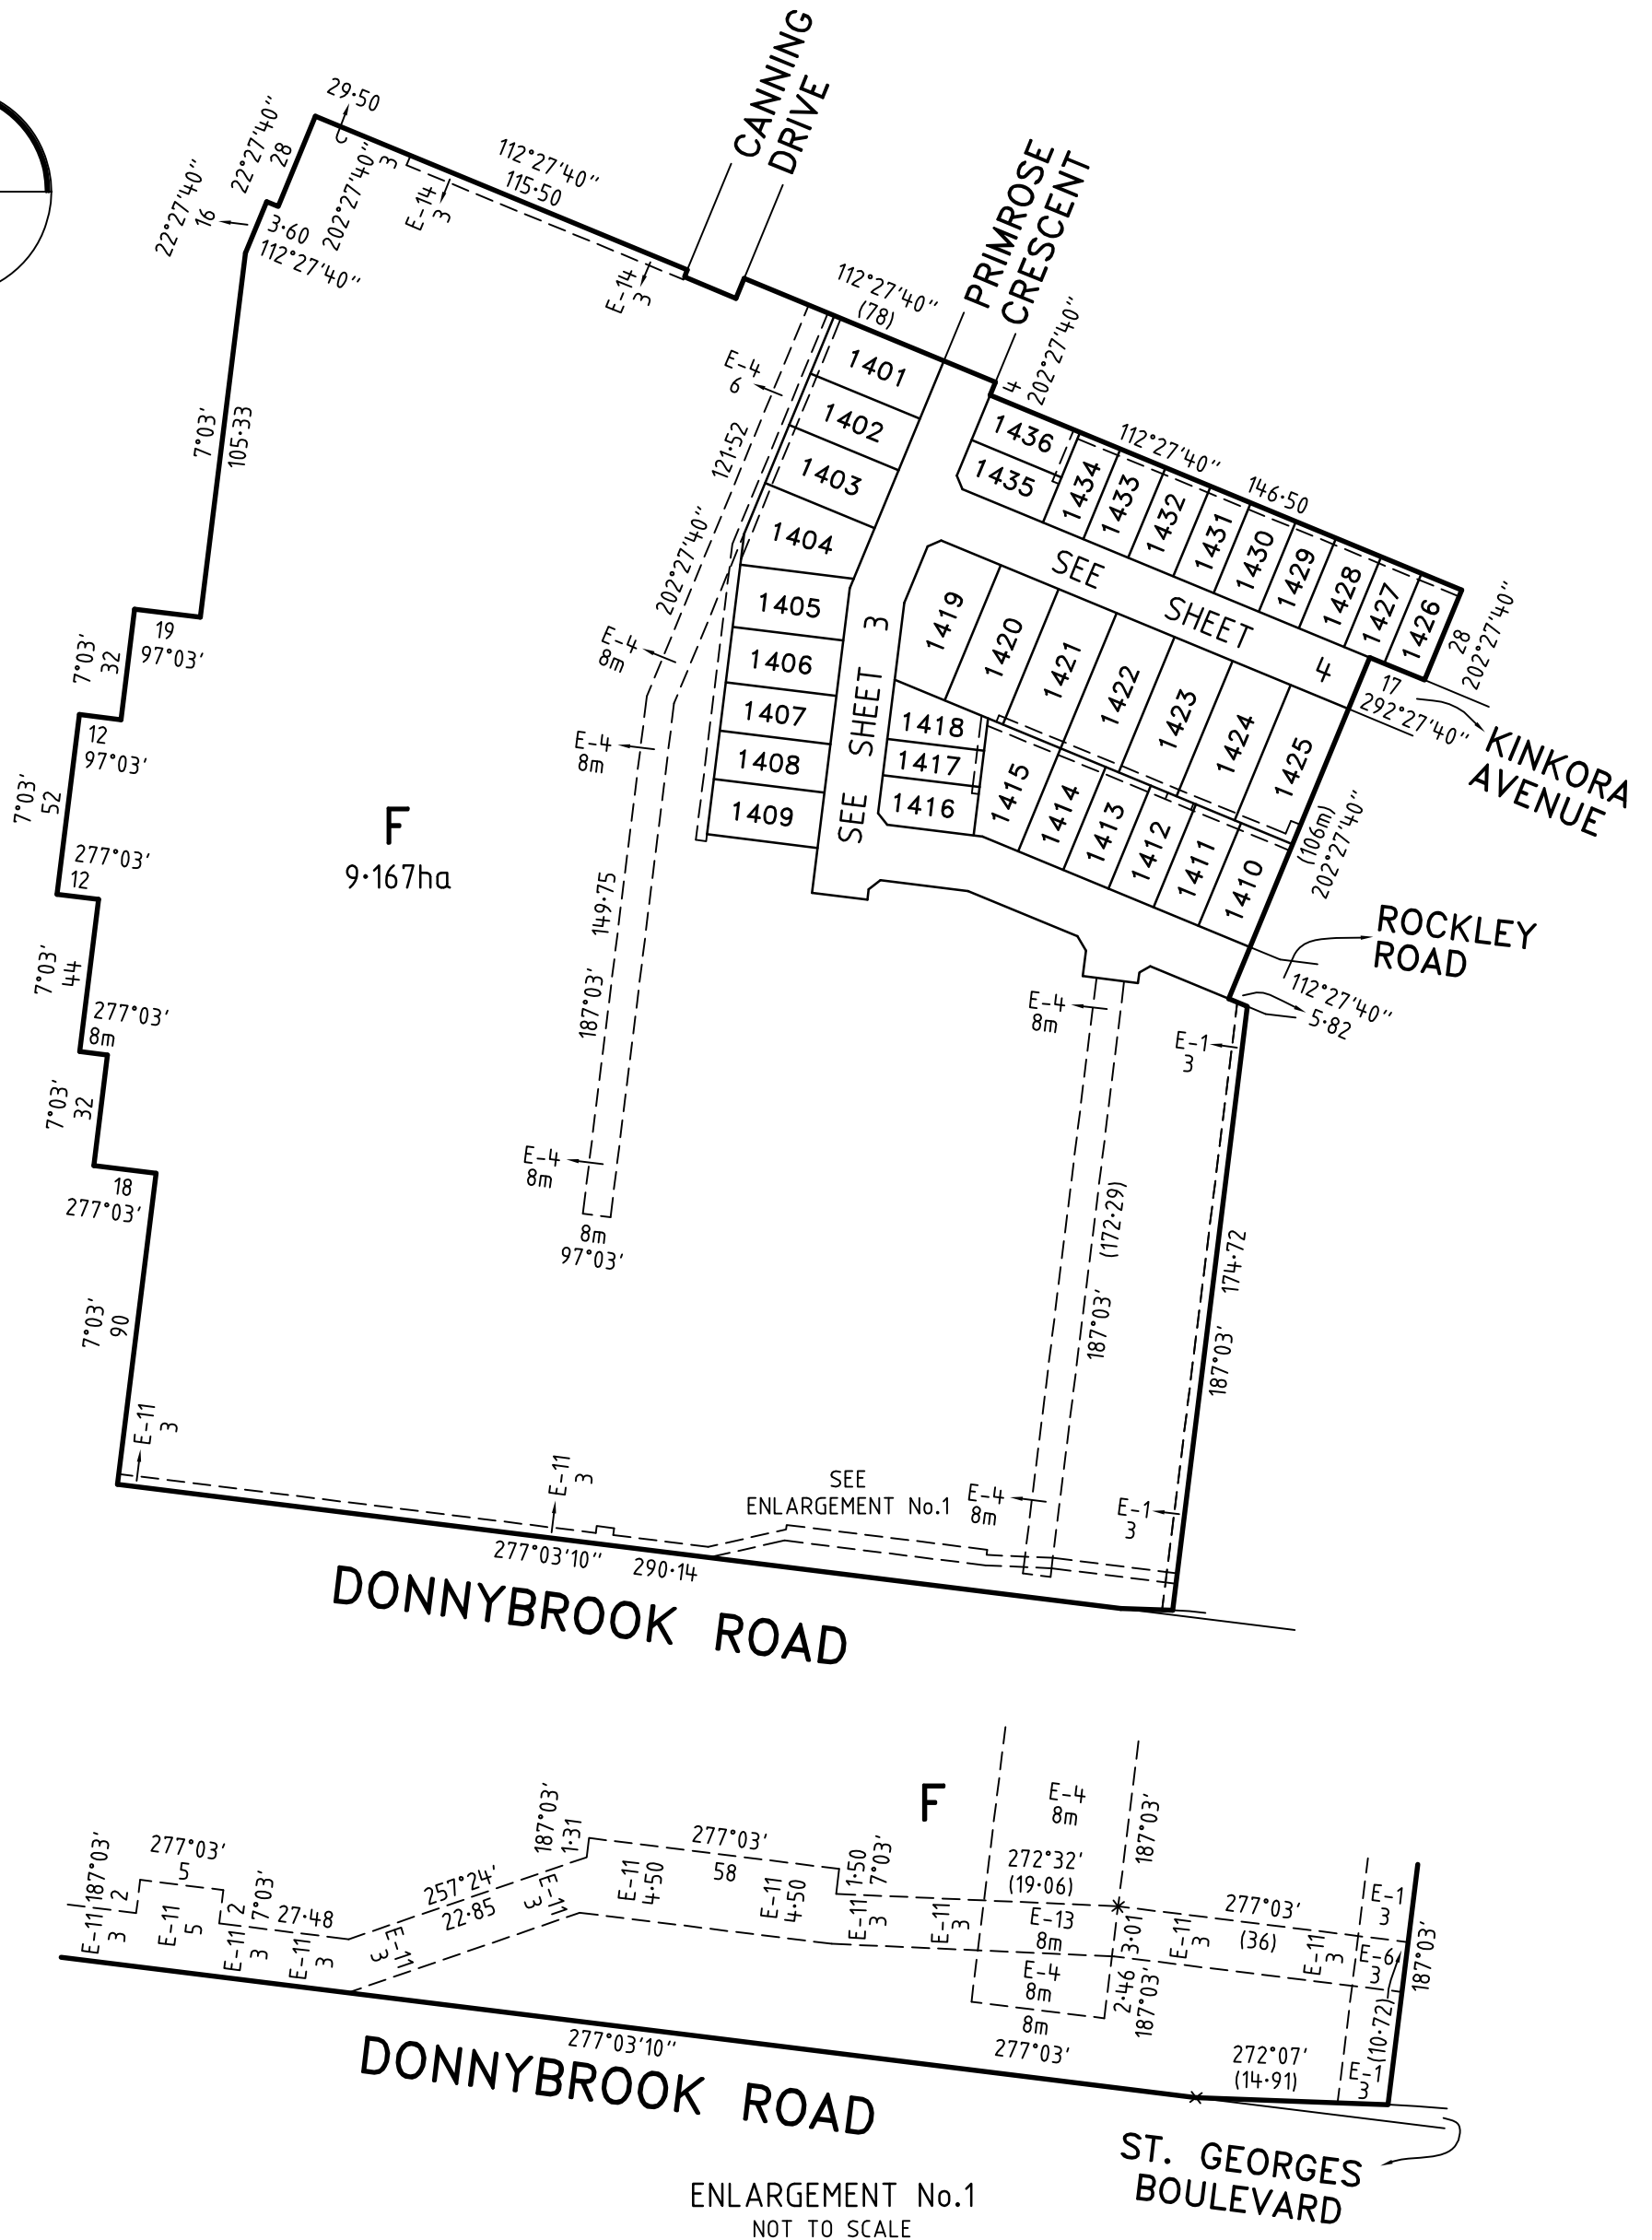 CANNING
DRIVE
29·50
112°27'40"
115·50
22°27'40"
28
22°27'40"
16
3·60
112°27'40"
202°27'40"
3
E-14
3
E-14
3
PRIMROSE
CRESCENT
112°27'40"
(78)
4
202°27'40"
112°27'40"
146·50
28
202°27'40"
17
292°27'40"
KINKORA
AVENUE
(106m)
202°27'40"
ROCKLEY
ROAD
112°27'40"
5·82
1401
1402
1403
1404
1405
1406
1407
1408
1409
1436
1435
1434
1433
1432
1431
1430
1429
1428
1427
1426
SEE SHEET 4
SEE SHEET 3
1419
1420
1421
1422
1423
1424
1425
1418
1417
1416
1415
1414
1413
1412
1411
1410
E-4
6
121·52
202°27'40"
E-4
8m
E-4
8m
149·75
187°03'
E-4
8m
8m
97°03'
7°03'
105·33
19
97°03'
7°03'
32
12
97°03'
7°03'
52
277°03'
12
7°03'
44
277°03'
8m
7°03'
32
18
277°03'
7°03'
90
F
9·167ha
E-4
8m
E-1
3
(172·29)
187°03'
174·72
187°03'
E-11
3
E-11
3
SEE
ENLARGEMENT No.1
E-4
8m
E-1
3
277°03'10"
290·14
DONNYBROOK ROAD
F
E-4
8m
187°03'
187°03'
E-11
3
2
277°03'
5
E-11
5
2
7°03'
E-11
3
27·48
E-11
3
257°24'
22·85
E-11
3
E-11
3
187°03'
1·31
277°03'
58
E-11
4·50
E-11
4·50
1·50
7°03'
E-11
3
E-11
3
272°32'
(19·06)
E-13
8m
E-4
8m
8m
277°03'
3·01
2·46
187°03'
E-11
3
277°03'
(36)
E-11
3
E-1
3
E-6
3
187°03'
(10·72)
E-1
3
272°07'
(14·91)
277°03'10"
DONNYBROOK ROAD
ST. GEORGES
BOULEVARD
ENLARGEMENT No.1
NOT TO SCALE